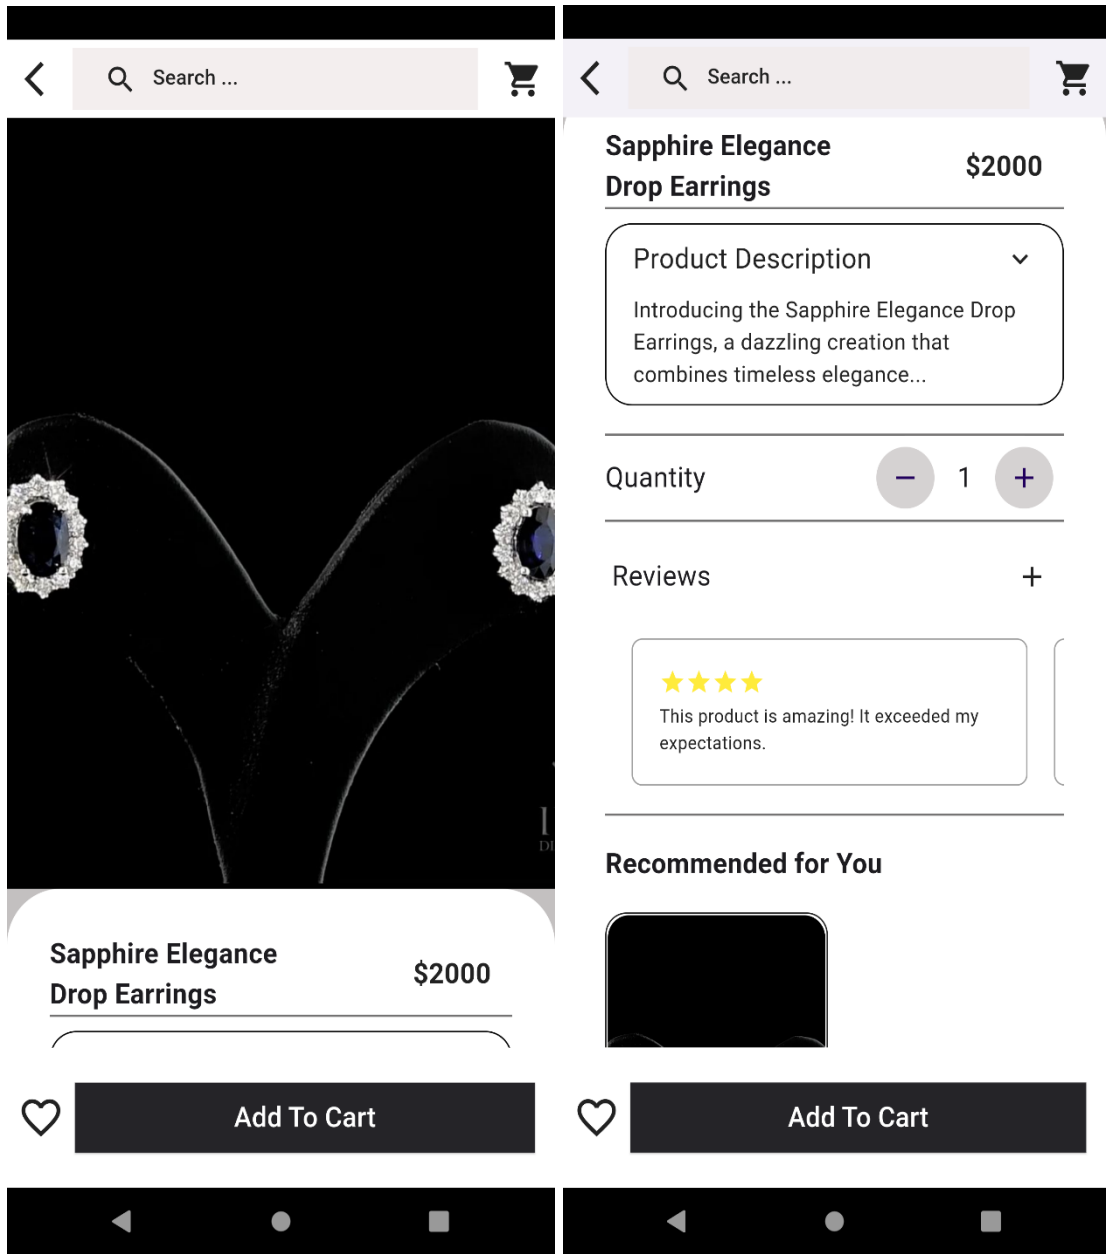 Search ...
Sapphire Elegance
Drop Earrings
$2000
Add To Cart
Search ...
Sapphire Elegance
Drop Earrings
$2000
Product Description
Introducing the Sapphire Elegance Drop
Earrings, a dazzling creation that
combines timeless elegance...
Quantity
1
Reviews
This product is amazing! It exceeded my
expectations.
Recommended for You
Add To Cart